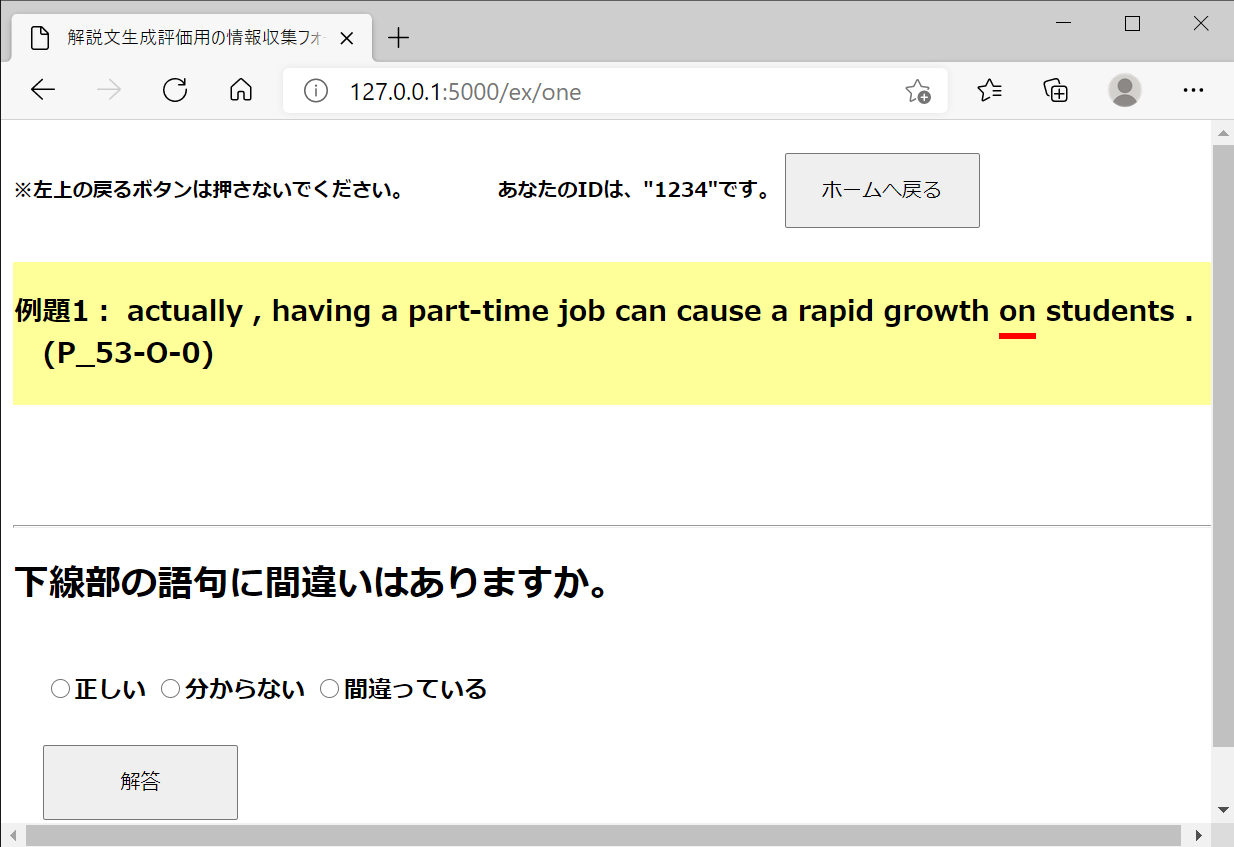 解説文生成評価用の情報収集フォー
127.0.0.1:5000/ex/one
※左上の戻るボタンは押さないでください。 あなたのIDは、"1234"です。 ホームへ戻る
例題1： actually , having a part-time job can cause a rapid growth on students .
(P_53-O-0)
下線部の語句に間違いはありますか。
正しい 分からない 間違っている
解答